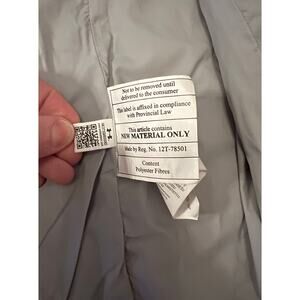 Not to be removed until
delivered to the consumer
This label is affixed in compliance
with Provincial Law
This article contains
NEW MATERIAL ONLY
Made by Reg. No. 12T-78501
Content
Polyester Fibres